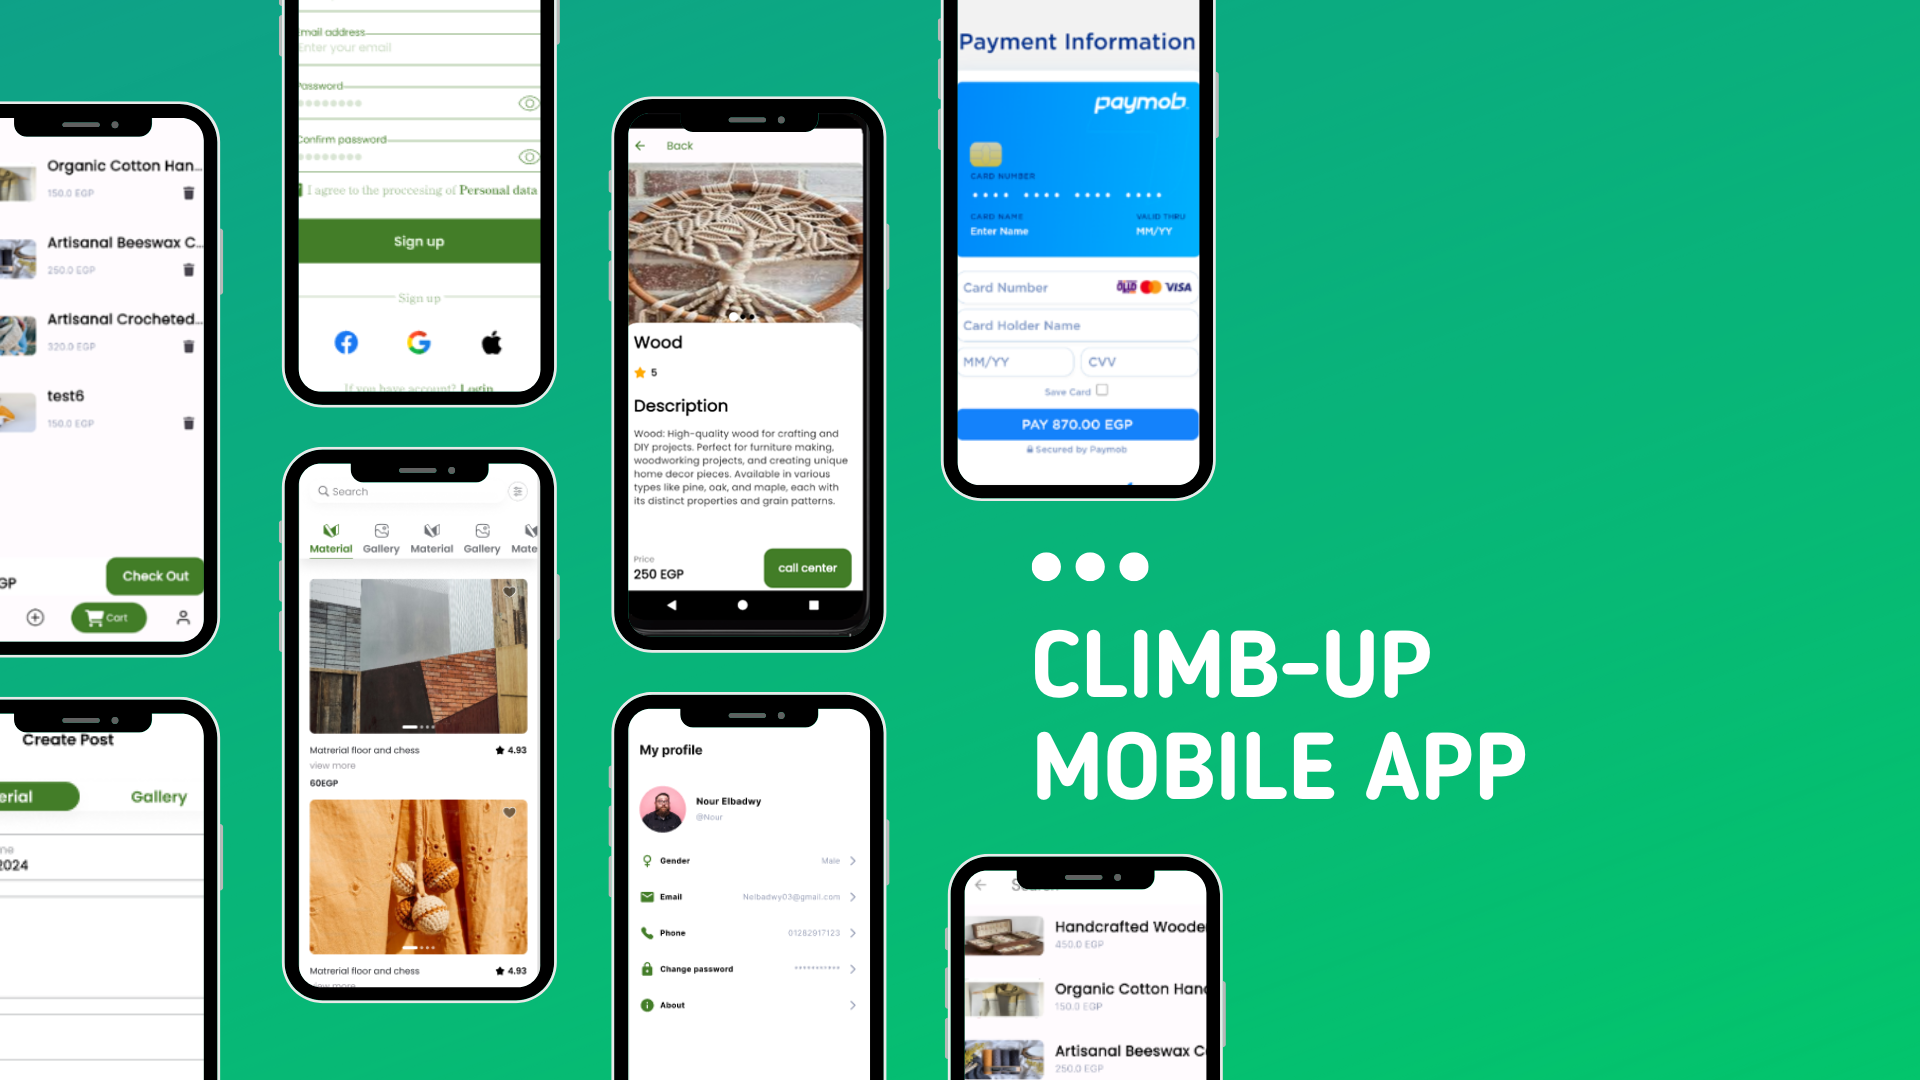 Organic Cotton Han...
150.0 EGP
Artisanal Beeswax C...
250.0 EGP
Artisanal Crocheted...
320.0 EGP
test6
150.0 EGP
GP
Check Out
Cart
Create Post
erial
Gallery
me
2024
Email address
Enter your email
Password
Confirm password
I agree to the proccesing of Personal data
Sign up
Sign up
If you have account? Login
Search
Material
Gallery
Material
Gallery
Mate
Matrerial floor and chess
4.93
view more
60EGP
Matrerial floor and chess
4.93
view more
Back
Wood
5
Description
Wood: High-quality wood for crafting and
DIY projects. Perfect for furniture making,
woodworking projects, and creating unique
home decor pieces. Available in various
types like pine, oak, and maple, each with
its distinct properties and grain patterns.
Price
250 EGP
call center
My profile
Nour Elbadwy
@Nour
Gender
Male
Email
Nelbadwy03@gmail.com
Phone
01282917123
Change password
***********
About
Payment Information
paymob
CARD NUMBER
CARD NAME
VALID THRU
Enter Name
MM/YY
Card Number
VISA
Card Holder Name
MM/YY
CVV
Save Card
PAY 870.00 EGP
Secured by Paymob
CLIMB-UP
MOBILE APP
Search
Handcrafted Woode
450.0 EGP
Organic Cotton Hand
150.0 EGP
Artisanal Beeswax C
250.0 EGP